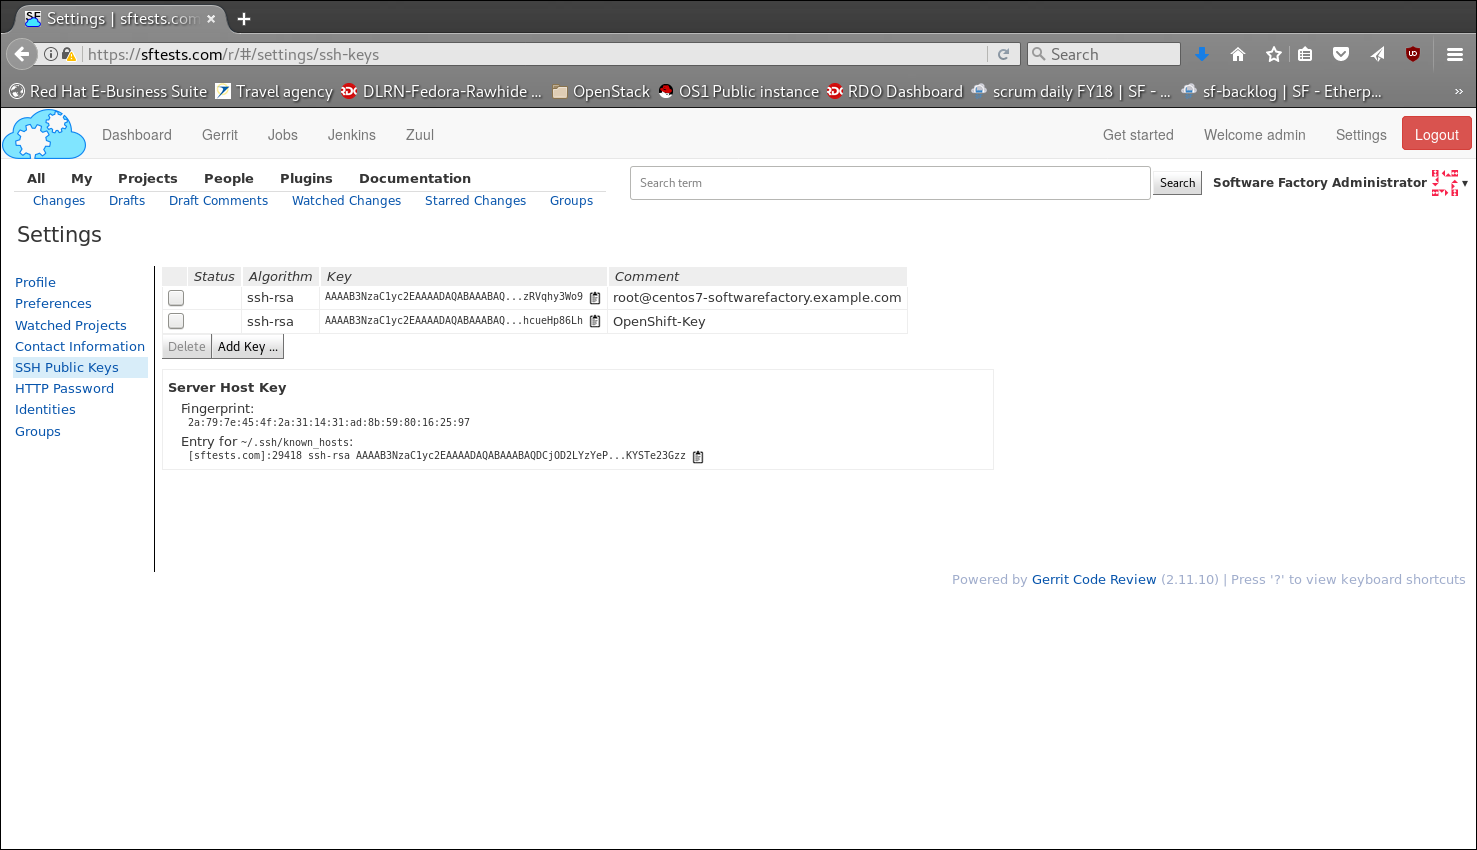 Settings | sftests.com
https://sftests.com/r/#/settings/ssh-keys
Search
Red Hat E-Business Suite Travel agency DLRN-Fedora-Rawhide ... OpenStack OS1 Public instance RDO Dashboard scrum daily FY18 | SF - ... sf-backlog | SF - Etherp...
Dashboard Gerrit Jobs Jenkins Zuul Get started Welcome admin Settings Logout
All My Projects People Plugins Documentation
Search term Search Software Factory Administrator
Changes Drafts Draft Comments Watched Changes Starred Changes Groups
Settings
Profile
Preferences
Watched Projects
Contact Information
SSH Public Keys
HTTP Password
Identities
Groups
Status Algorithm Key Comment
ssh-rsa AAAAB3NzaC1yc2EAAAADAQABAAABAQ...zRVqhy3Wo9 root@centos7-softwarefactory.example.com
ssh-rsa AAAAB3NzaC1yc2EAAAADAQABAAABAQ...hcueHp86Lh OpenShift-Key
Delete Add Key ...
Server Host Key
Fingerprint:
2a:79:7e:45:4f:2a:31:14:31:ad:8b:59:80:16:25:97
Entry for ~/.ssh/known_hosts:
[sftests.com]:29418 ssh-rsa AAAAB3NzaC1yc2EAAAADAQABAAABAQDCjOD2LYzYeP...KYSTe23Gzz
Powered by Gerrit Code Review (2.11.10) | Press '?' to view keyboard shortcuts